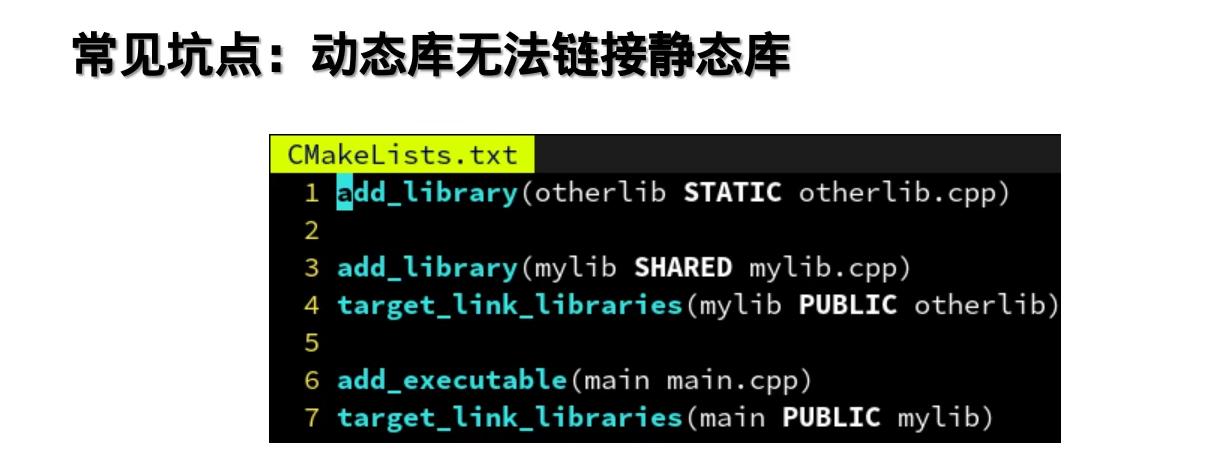 常见坑点：动态库无法链接静态库
CMakeLists.txt
1 add_library(otherlib STATIC otherlib.cpp)
2
3 add_library(mylib SHARED mylib.cpp)
4 target_link_libraries(mylib PUBLIC otherlib)
5
6 add_executable(main main.cpp)
7 target_link_libraries(main PUBLIC mylib)